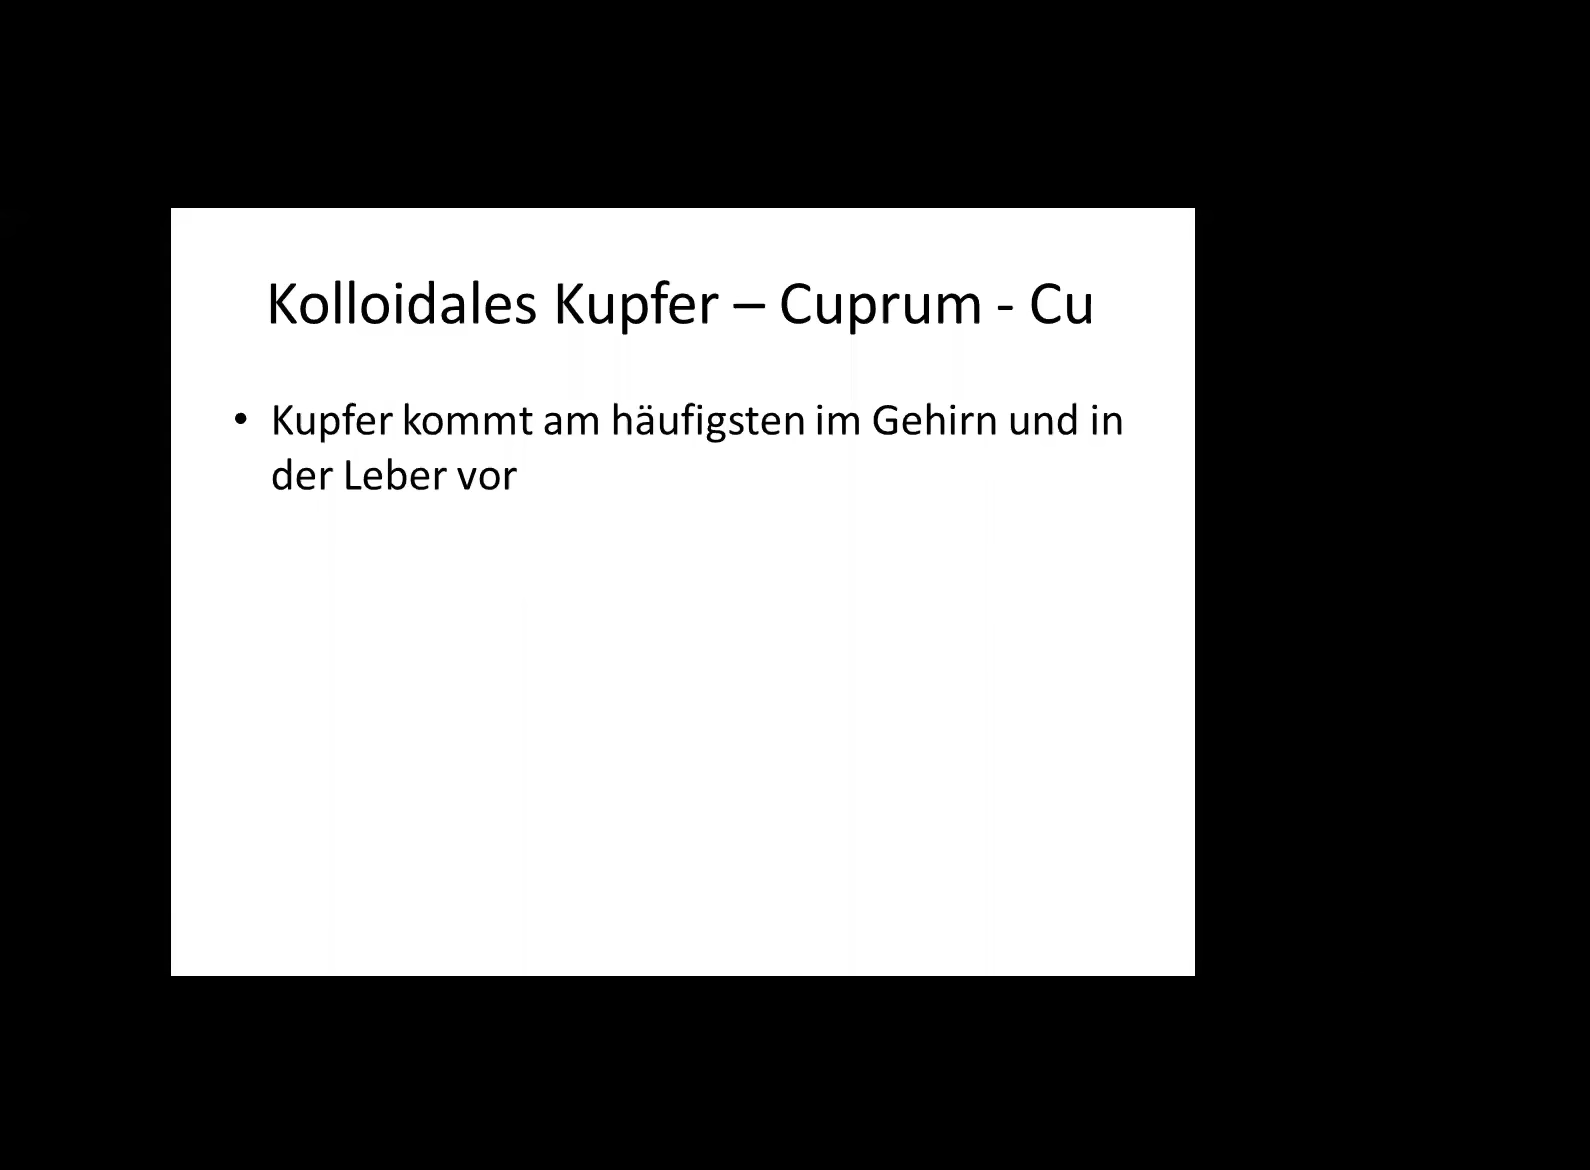 Kolloidales Kupfer – Cuprum - Cu
• Kupfer kommt am häufigsten im Gehirn und in
der Leber vor